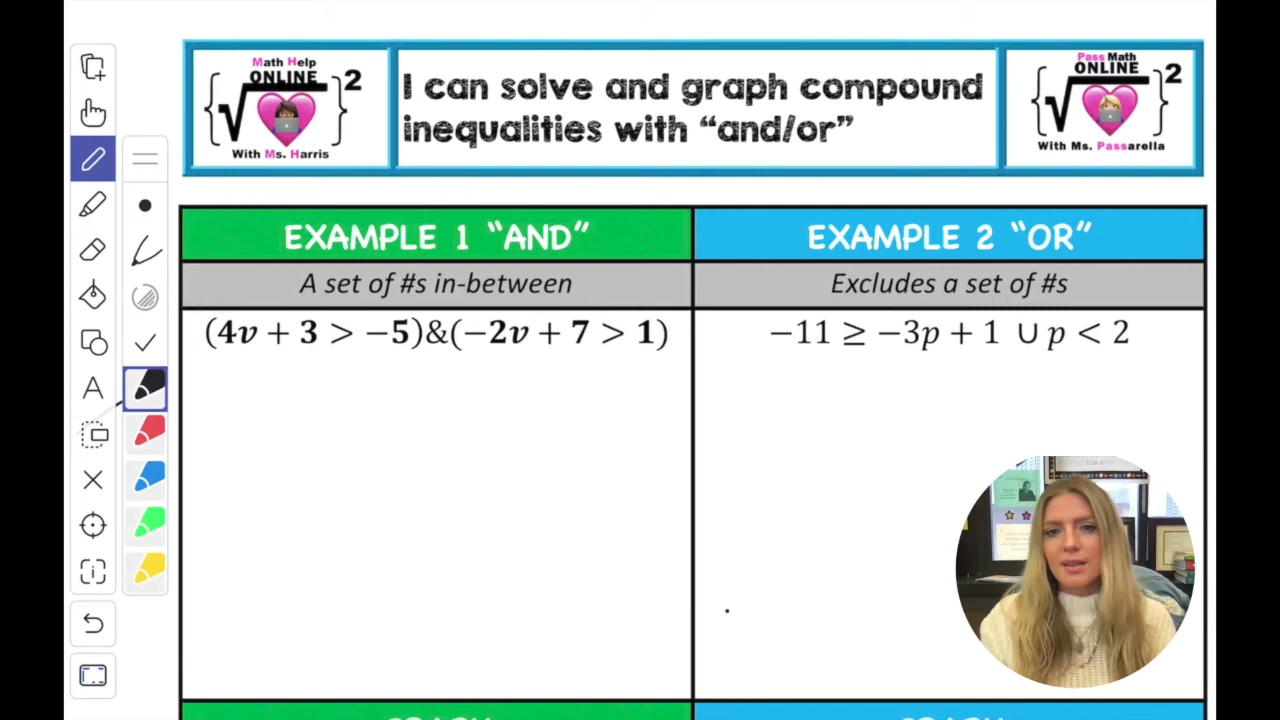 Math Help
ONLINE
2
With Ms. Harris
I can solve and graph compound
inequalities with “and/or”
Pass Math
ONLINE
2
With Ms. Passarella
EXAMPLE 1 “AND”
EXAMPLE 2 “OR”
A set of #s in-between
Excludes a set of #s
(4v + 3 > −5)&(−2v + 7 > 1)
−11 ≥ −3p + 1 ∪ p < 2